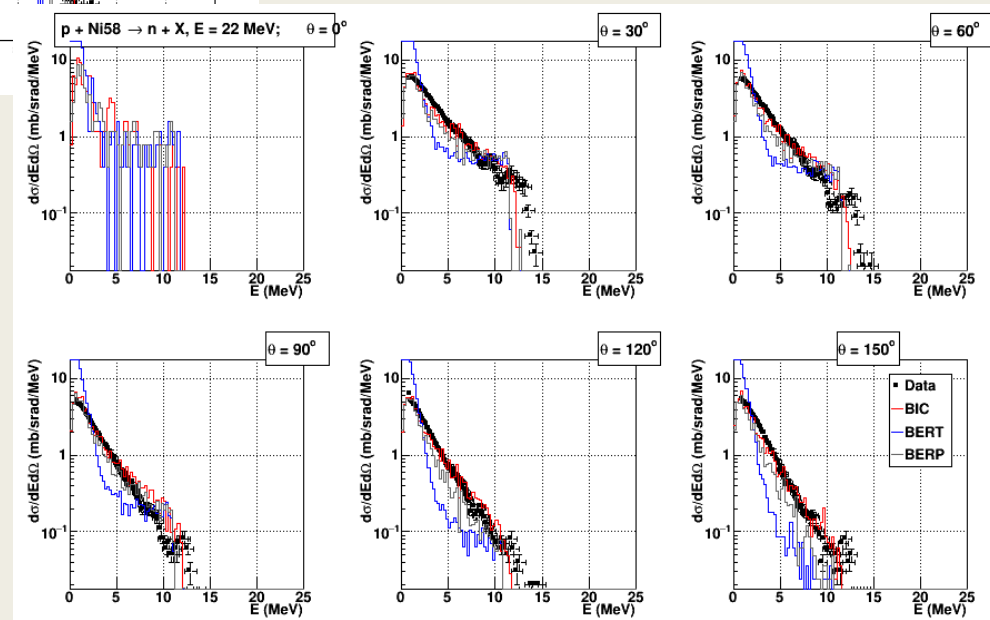 p + Ni58 → n + X, E = 22 MeV; θ = 0°
θ = 30°
θ = 60°
dσ/dEdΩ (mb/srad/MeV)
10
1
10⁻¹
0 5 10 15 20 25
E (MeV)
dσ/dEdΩ (mb/srad/MeV)
10
1
10⁻¹
0 5 10 15 20 25
E (MeV)
dσ/dEdΩ (mb/srad/MeV)
10
1
10⁻¹
0 5 10 15 20 25
E (MeV)
θ = 90°
θ = 120°
θ = 150°
dσ/dEdΩ (mb/srad/MeV)
10
1
10⁻¹
0 5 10 15 20 25
E (MeV)
dσ/dEdΩ (mb/srad/MeV)
10
1
10⁻¹
0 5 10 15 20 25
E (MeV)
dσ/dEdΩ (mb/srad/MeV)
10
1
10⁻¹
0 5 10 15 20 25
E (MeV)
Data
BIC
BERT
BERP